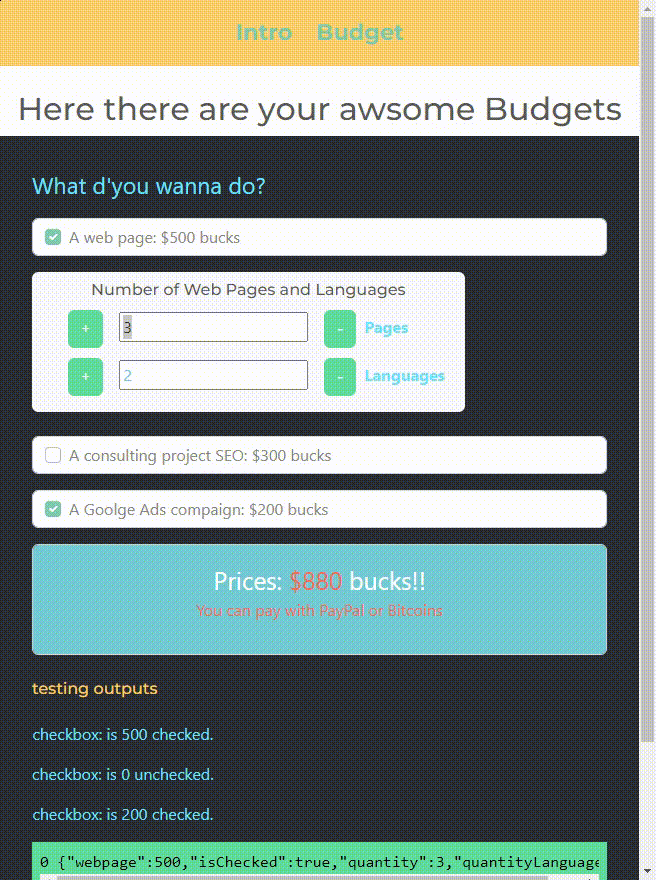 Intro Budget
Here there are your awsome Budgets
What d'you wanna do?
A web page: $500 bucks
Number of Web Pages and Languages
+ 3 - Pages
+ 2 - Languages
A consulting project SEO: $300 bucks
A Goolge Ads compaign: $200 bucks
Prices: $880 bucks!!
You can pay with PayPal or Bitcoins
testing outputs
checkbox: is 500 checked.
checkbox: is 0 unchecked.
checkbox: is 200 checked.
0 {"webpage":500,"isChecked":true,"quantity":3,"quantityLanguage